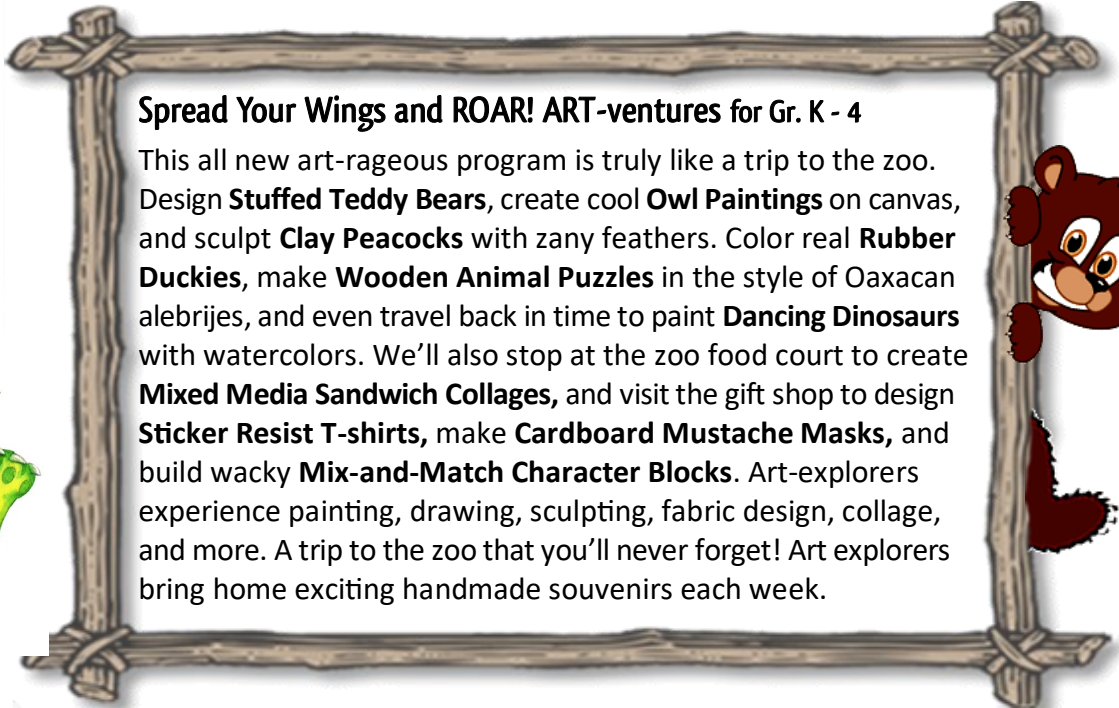 Spread Your Wings and ROAR! ART-ventures for Gr. K - 4
This all new art-rageous program is truly like a trip to the zoo.
Design Stuffed Teddy Bears, create cool Owl Paintings on canvas,
and sculpt Clay Peacocks with zany feathers. Color real Rubber
Duckies, make Wooden Animal Puzzles in the style of Oaxacan
alebrijes, and even travel back in time to paint Dancing Dinosaurs
with watercolors. We’ll also stop at the zoo food court to create
Mixed Media Sandwich Collages, and visit the gift shop to design
Sticker Resist T-shirts, make Cardboard Mustache Masks, and
build wacky Mix-and-Match Character Blocks. Art-explorers
experience painting, drawing, sculpting, fabric design, collage,
and more. A trip to the zoo that you’ll never forget! Art explorers
bring home exciting handmade souvenirs each week.